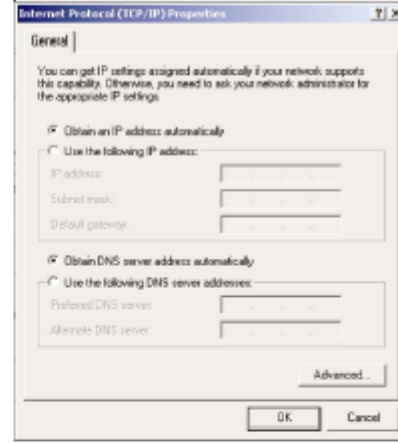 Internet Protocol (TCP/IP) Properties
General
You can get IP settings assigned automatically if your network supports
this capability. Otherwise, you need to ask your network administrator for
the appropriate IP settings.
Obtain an IP address automatically
Use the following IP address:
IP address:
Subnet mask:
Default gateway:
Obtain DNS server address automatically
Use the following DNS server addresses:
Preferred DNS server:
Alternate DNS server:
Advanced...
OK
Cancel